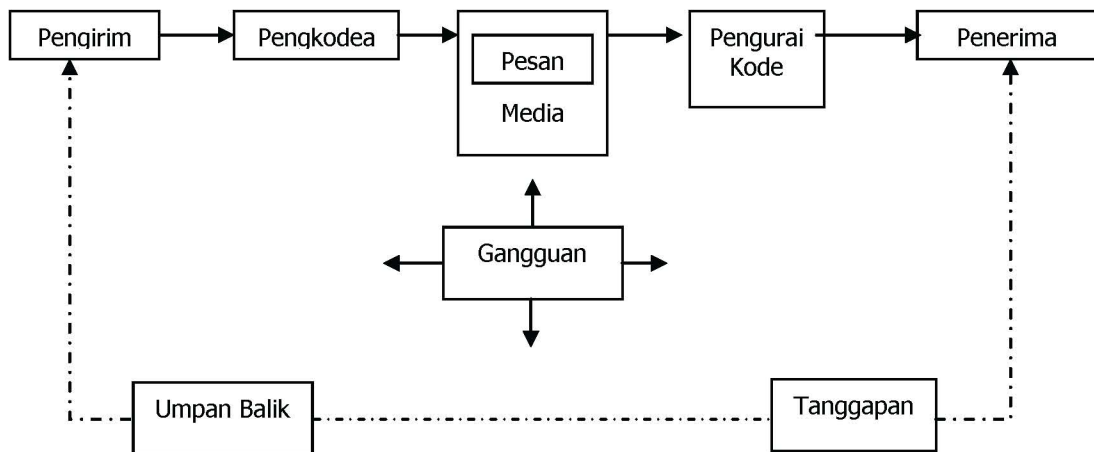 Pengirim
Pengkodea
Pesan
Media
Pengurai
Kode
Penerima
Gangguan
Umpan Balik
Tanggapan